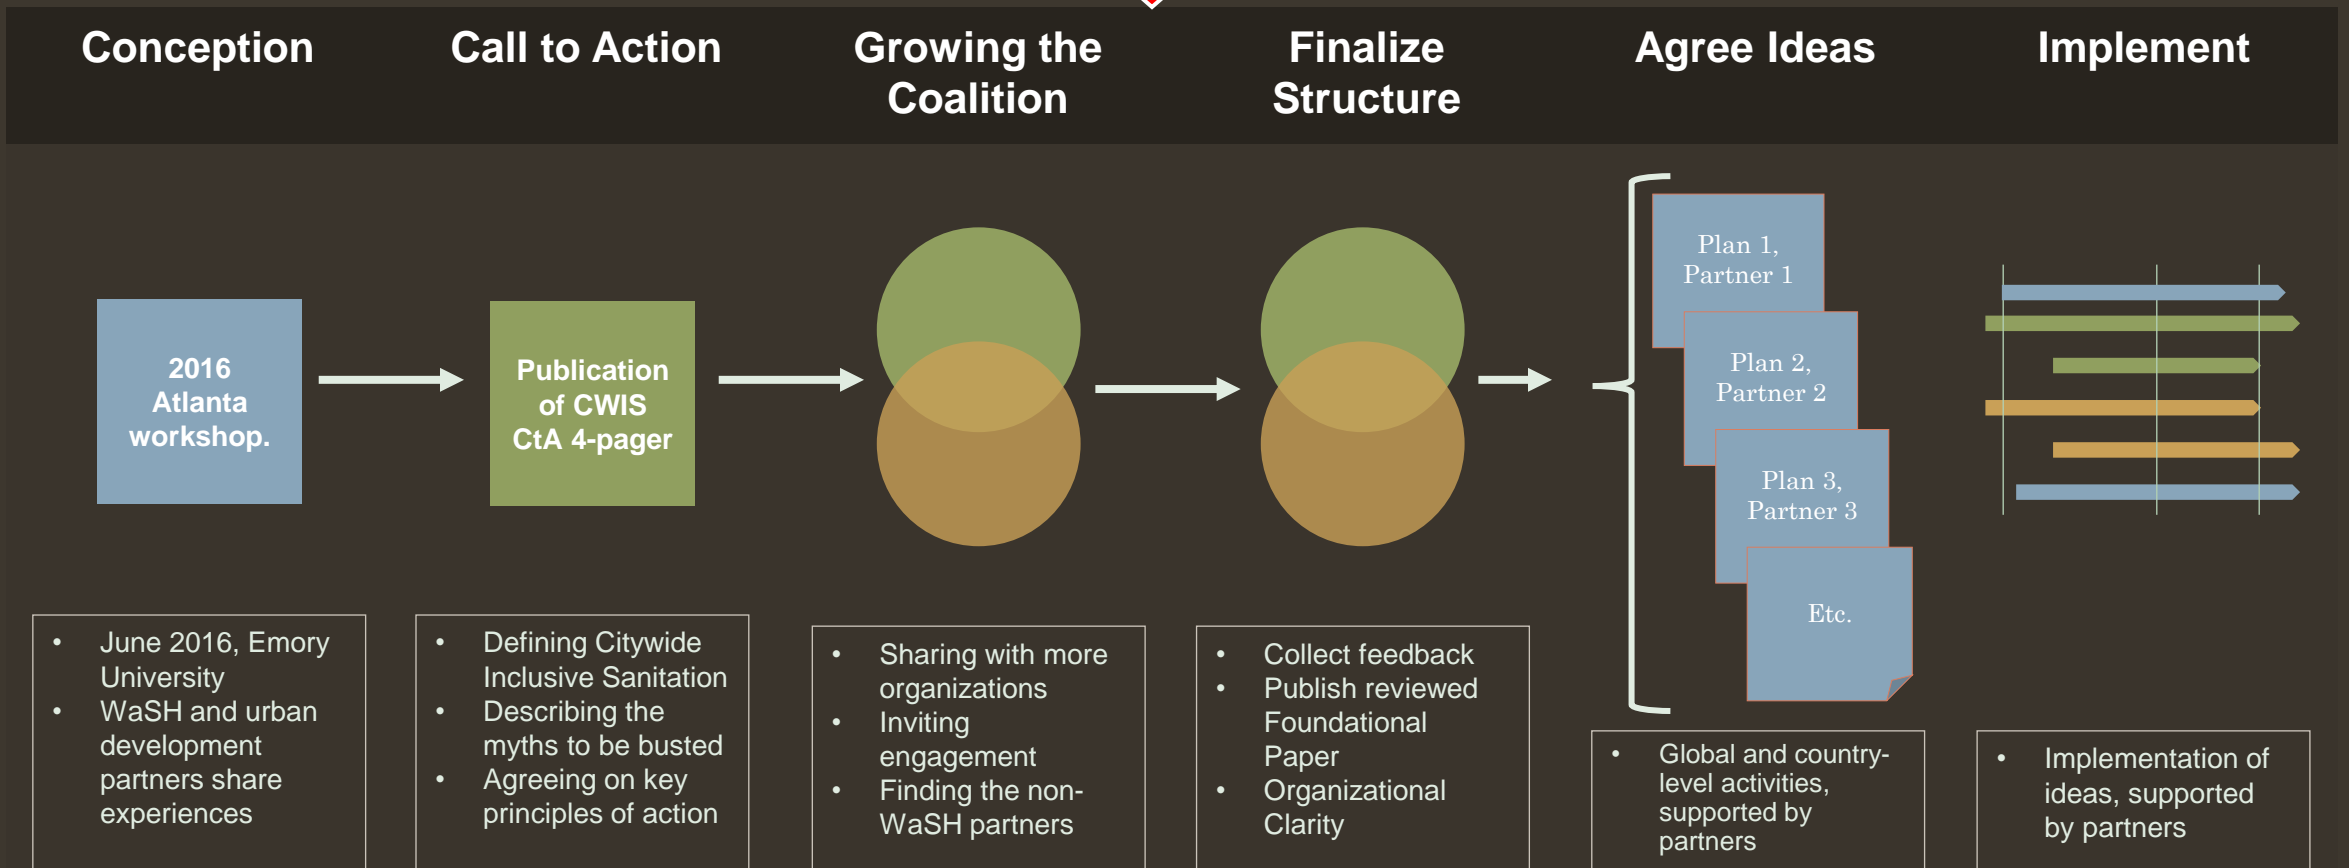 Conception
Call to Action
Growing the
Coalition
Finalize
Structure
Agree Ideas
Implement
2016
Atlanta
workshop.
Publication
of CWIS
CtA 4-pager
Plan 1,
Partner 1
Plan 2,
Partner 2
Plan 3,
Partner 3
Etc.
• June 2016, Emory
University
• WaSH and urban
development
partners share
experiences
• Defining Citywide
Inclusive Sanitation
• Describing the
myths to be busted
• Agreeing on key
principles of action
• Sharing with more
organizations
• Inviting
engagement
• Finding the non-
WaSH partners
• Collect feedback
• Publish reviewed
Foundational
Paper
• Organizational
Clarity
• Global and country-
level activities,
supported by
partners
• Implementation of
ideas, supported
by partners